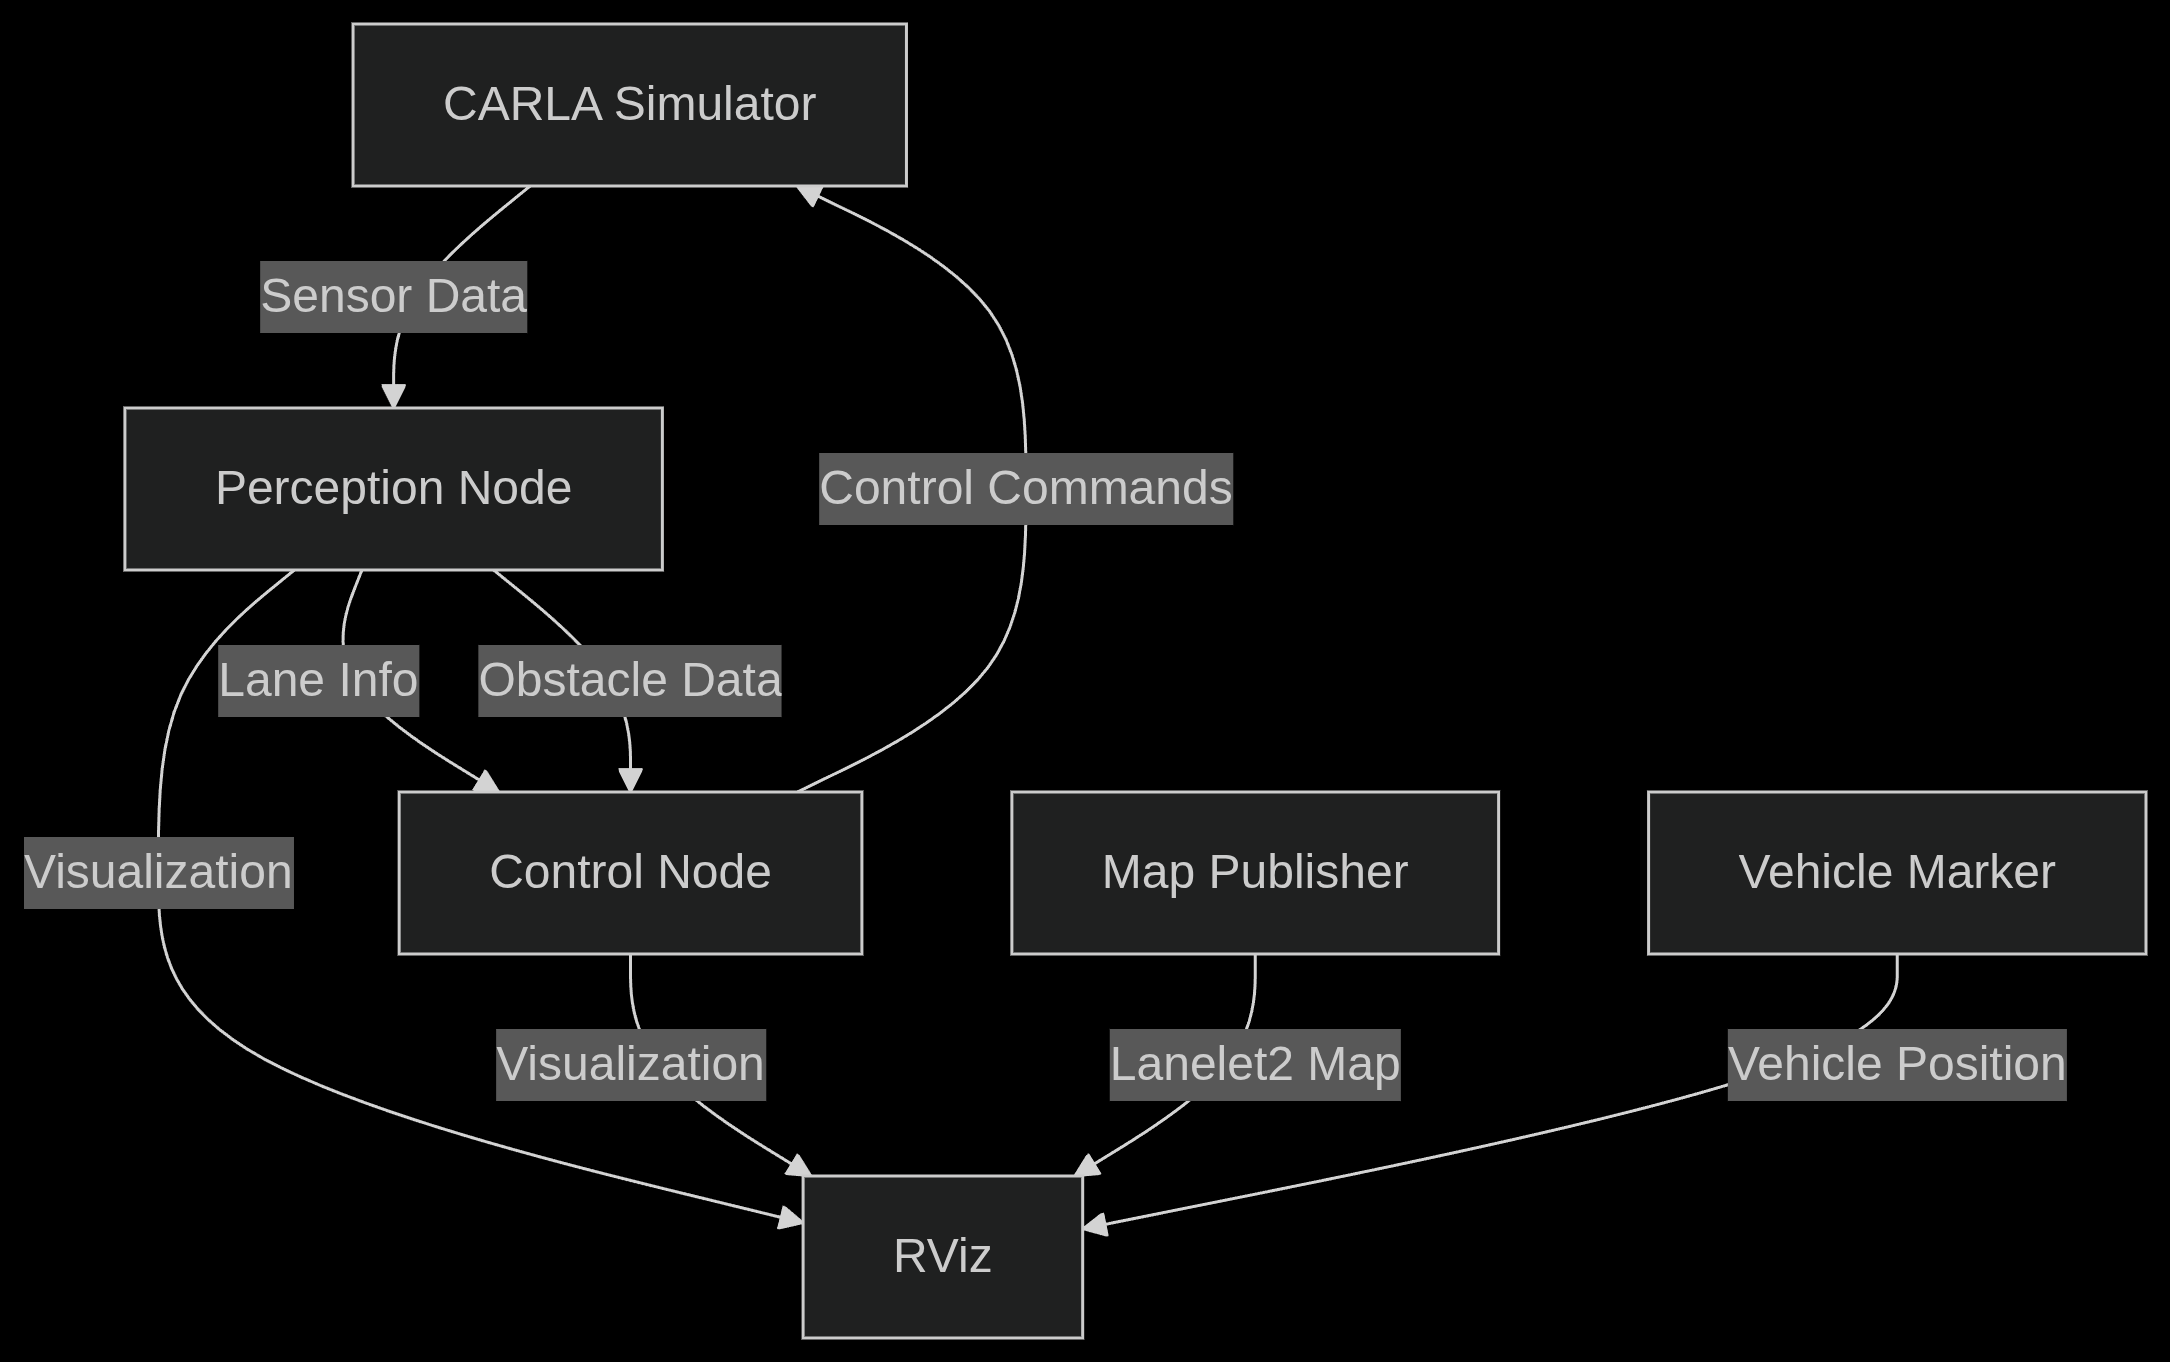 CARLA Simulator
Sensor Data
Perception Node
Control Commands
Lane Info
Obstacle Data
Visualization
Control Node
Map Publisher
Vehicle Marker
Visualization
Lanelet2 Map
Vehicle Position
RViz